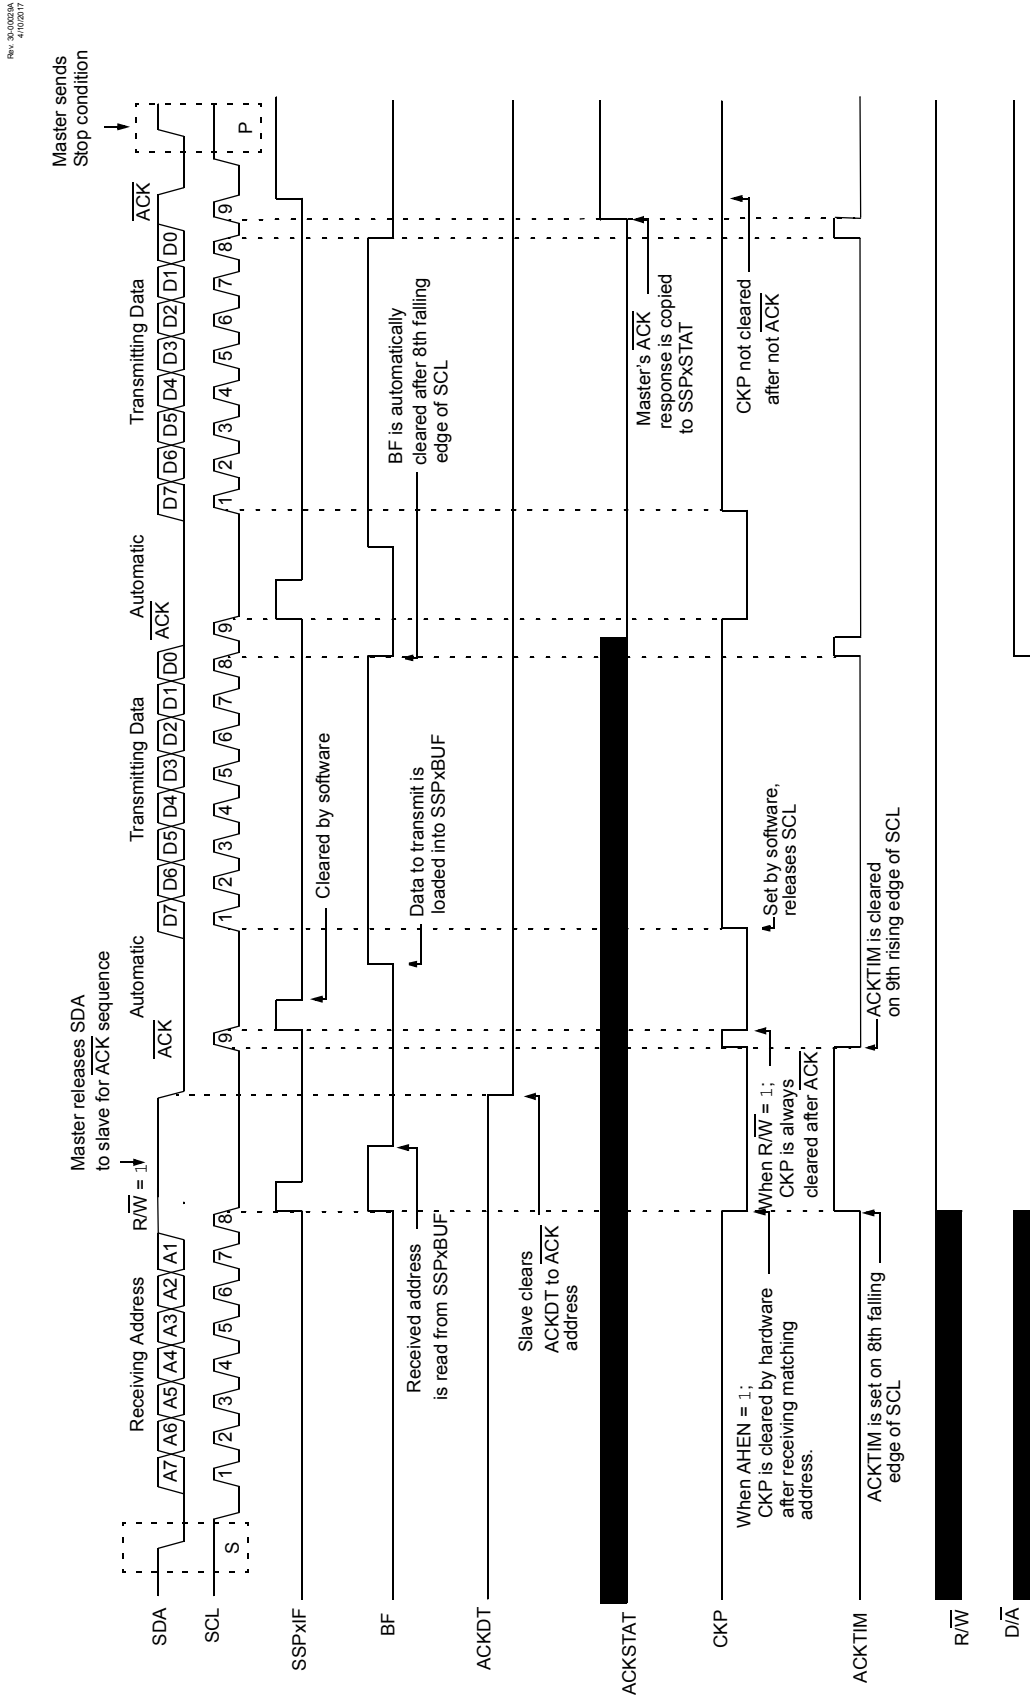 Rev. 30-000029A
4/10/2017
Master sends
Stop condition
Master releases SDA
to slave for ACK sequence
Receiving Address
R/W = 1
Automatic
ACK
Transmitting Data
Automatic
ACK
Transmitting Data
ACK
SDA
A7 A6 A5 A4 A3 A2 A1
D7 D6 D5 D4 D3 D2 D1 D0
D7 D6 D5 D4 D3 D2 D1 D0
SCL
S
1 2 3 4 5 6 7 8 9
1 2 3 4 5 6 7 8 9
1 2 3 4 5 6 7 8 9
P
SSPxIF
Cleared by software
BF
Received address
is read from SSPxBUF
Data to transmit is
loaded into SSPxBUF
BF is automatically
cleared after 8th falling
edge of SCL
ACKDT
Slave clears
ACKDT to ACK
address
ACKSTAT
Master's ACK
response is copied
to SSPxSTAT
CKP
When AHEN = 1;
CKP is cleared by hardware
after receiving matching
address.
When R/W = 1;
CKP is always
cleared after ACK
Set by software,
releases SCL
CKP not cleared
after not ACK
ACKTIM
ACKTIM is set on 8th falling
edge of SCL
ACKTIM is cleared
on 9th rising edge of SCL
R/W
D/A